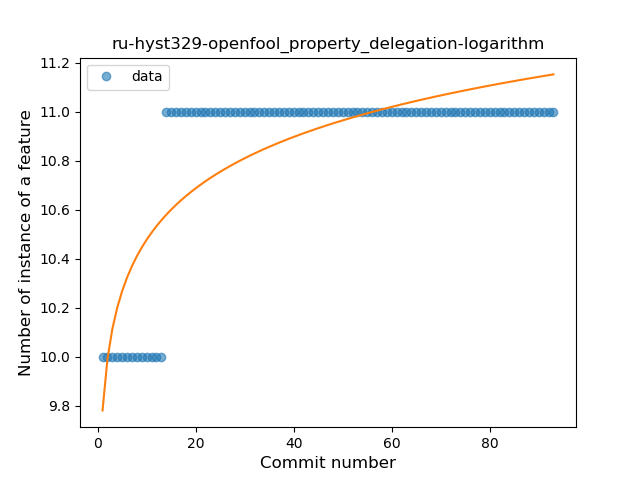 ru-hyst329-openfool_property_delegation-logarithm
data
Number of instance of a feature
11.2
11.0
10.8
10.6
10.4
10.2
10.0
9.8
0 20 40 60 80
Commit number